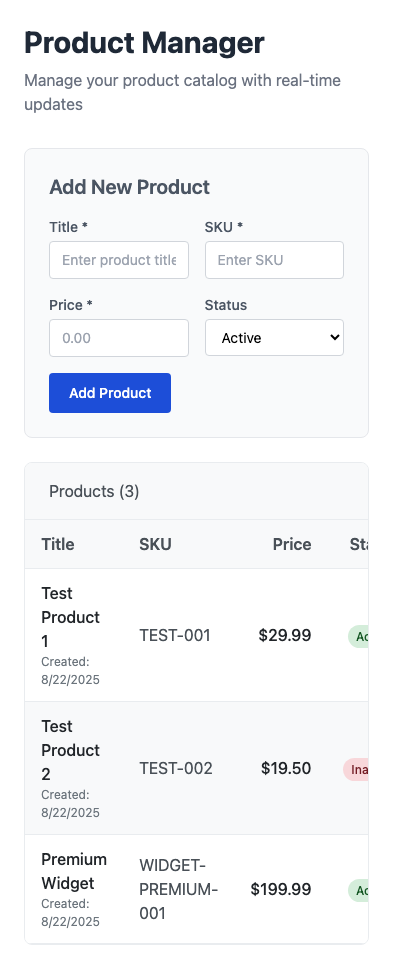 Product Manager
Manage your product catalog with real-time
updates
Add New Product
Title * SKU *
Enter product title Enter SKU
Price * Status
0.00 Active
Add Product
Products (3)
Title SKU Price Sta
Test
Product
1
Created:
8/22/2025
TEST-001 $29.99 Ac
Test
Product
2
Created:
8/22/2025
TEST-002 $19.50 Ina
Premium
Widget
Created:
8/22/2025
WIDGET-
PREMIUM-
001
$199.99 Ac